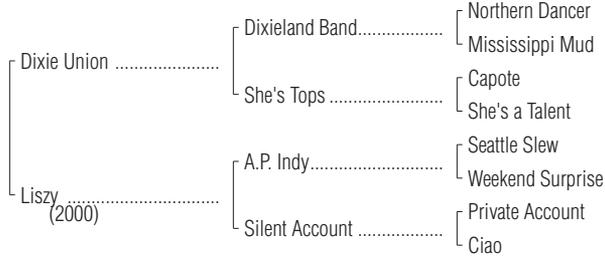 Northern Dancer
Dixieland Band..................
Mississippi Mud
Dixie Union .....................
Capote
She's Tops ......................
She's a Talent
Seattle Slew
A.P. Indy..........................
Weekend Surprise
Liszy ..............................
(2000)
Private Account
Silent Account .................
Ciao